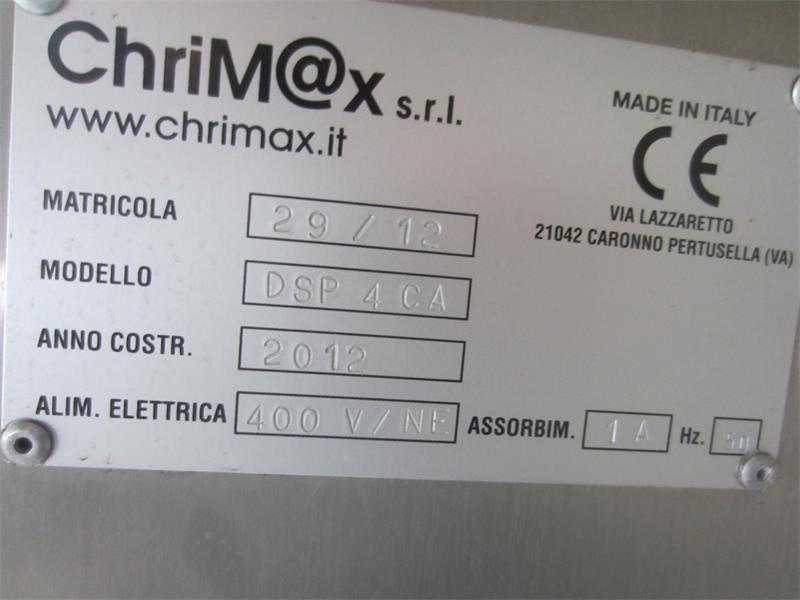 ChriM@x s.r.l.
www.chrimax.it
MADE IN ITALY
CE
VIA LAZZARETTO
21042 CARONNO PERTUSELLA (VA)
MATRICOLA 29 / 12
MODELLO DSP 4 CA
ANNO COSTR. 2012
ALIM. ELETTRICA 400 V / NE ASSORBIM. 1 A Hz. 50